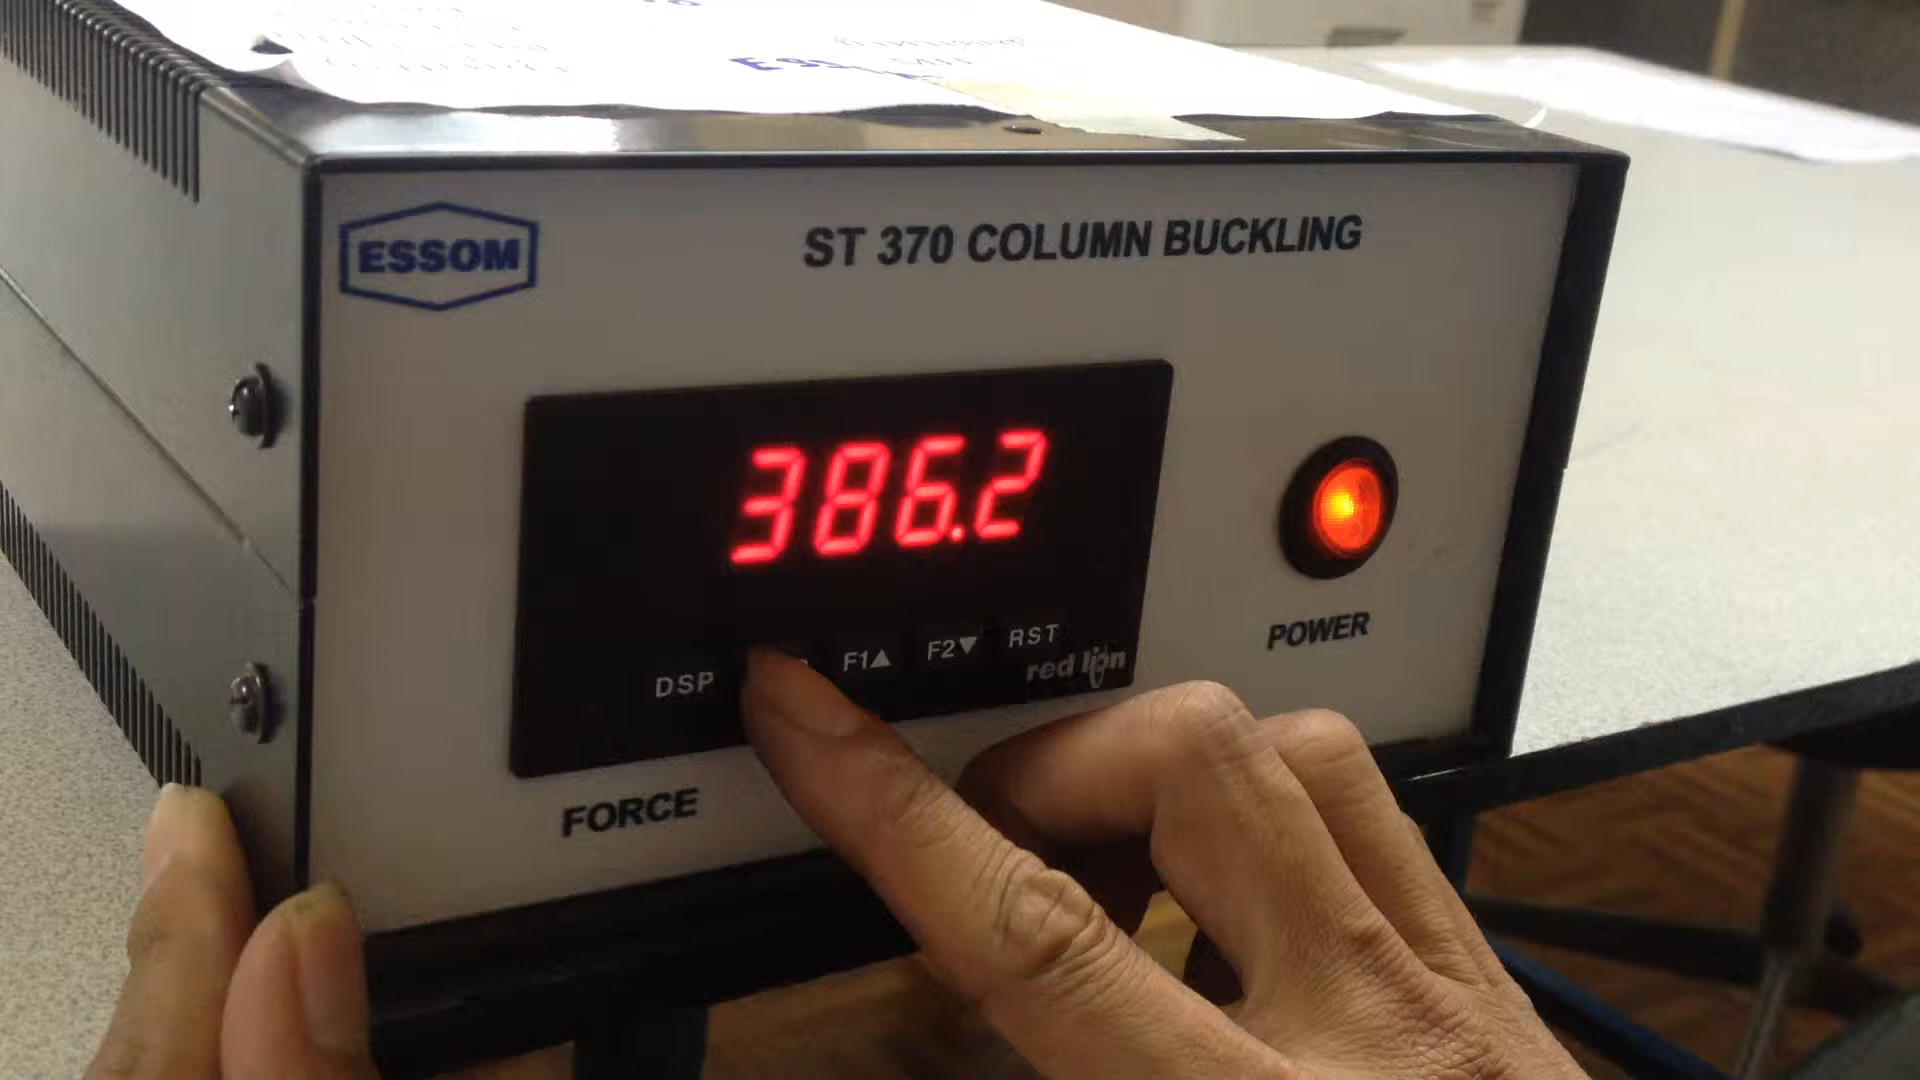 ESSOM
ST 370 COLUMN BUCKLING
386.2
DSP
F1▲
F2▼
RST
red lion
POWER
FORCE